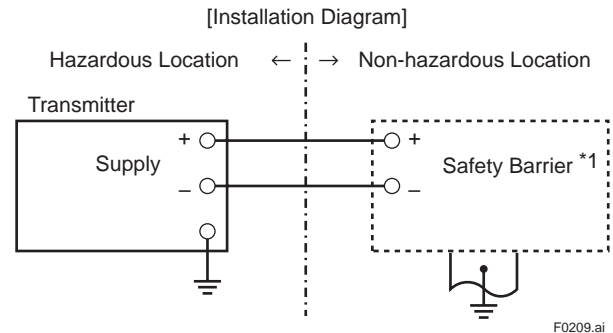 [Installation Diagram]
Hazardous Location ← → Non-hazardous Location
Transmitter
+ +
Supply Safety Barrier *1
– –
F0209.ai